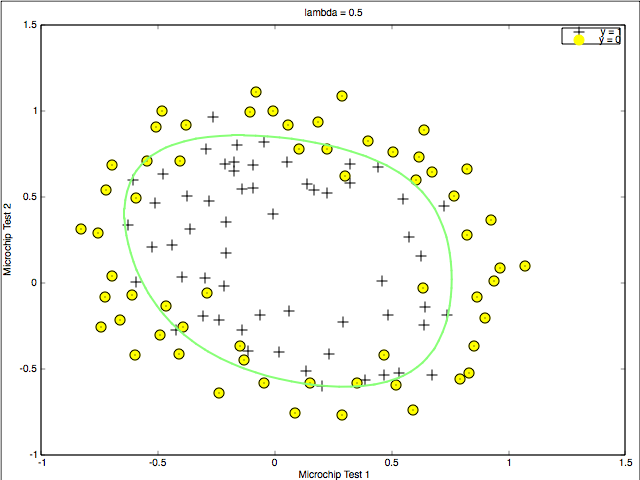 lambda = 0.5
1.5
y = 1
y = 0
1
0.5
Microchip Test 2
0
-0.5
-1
-1 -0.5 0 0.5 1 1.5
Microchip Test 1